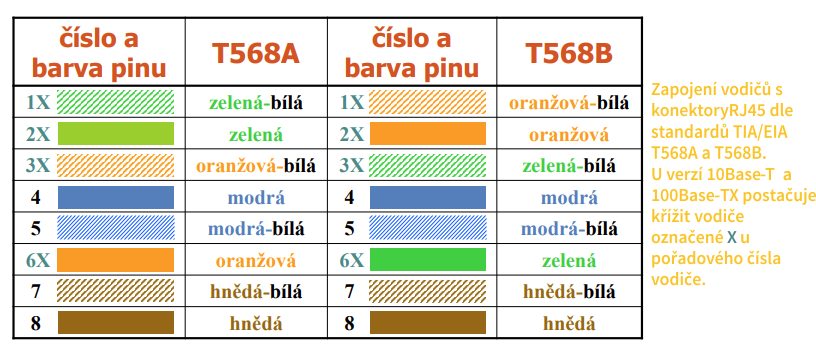 číslo a barva pinu T568A číslo a barva pinu T568B
1X zelená-bílá 1X oranžová-bílá
2X zelená 2X oranžová
3X oranžová-bílá 3X zelená-bílá
4 modrá 4 modrá
5 modrá-bílá 5 modrá-bílá
6X oranžová 6X zelená
7 hnědá-bílá 7 hnědá-bílá
8 hnědá 8 hnědá
Zapojení vodičů s
konektoryRJ45 dle
standardů TIA/EIA
T568A a T568B.
U verzí 10Base-T a
100Base-TX postačuje
křížit vodiče
označené X u
pořadového čísla
vodiče.